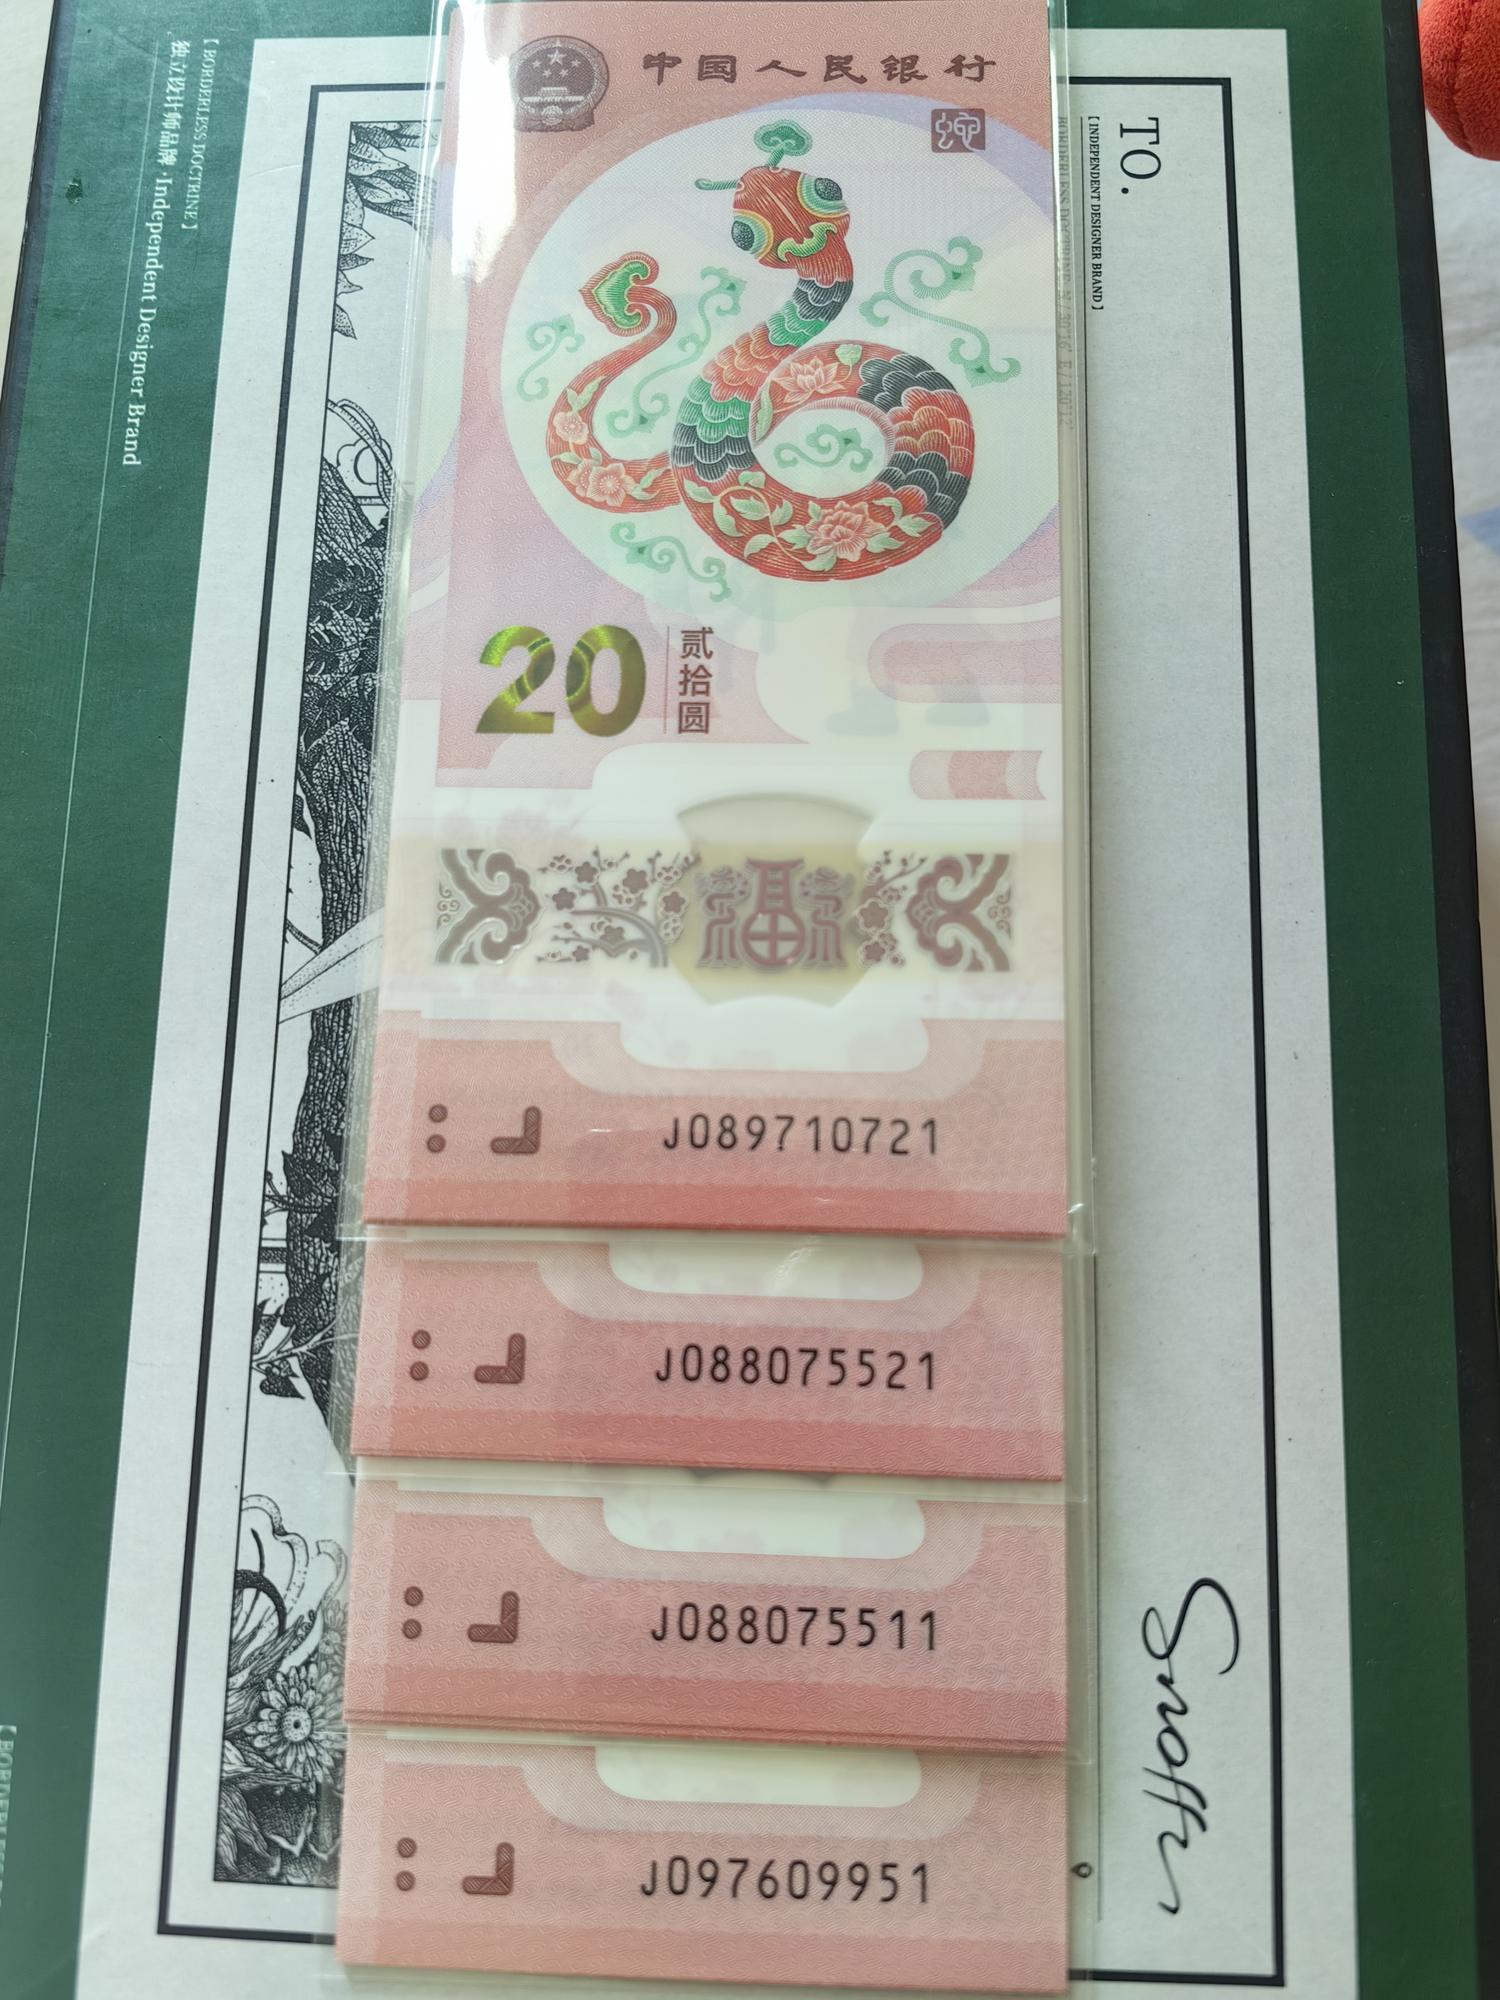 中国人民银行
20
贰拾圆
福
J089710721
J088075521
J088075511
J097609951
【BORDERLESS DOCTRINE】
独立设计师品牌·Independent Designer Brand
TO.
【INDEPENDENT DESIGNER BRAND】